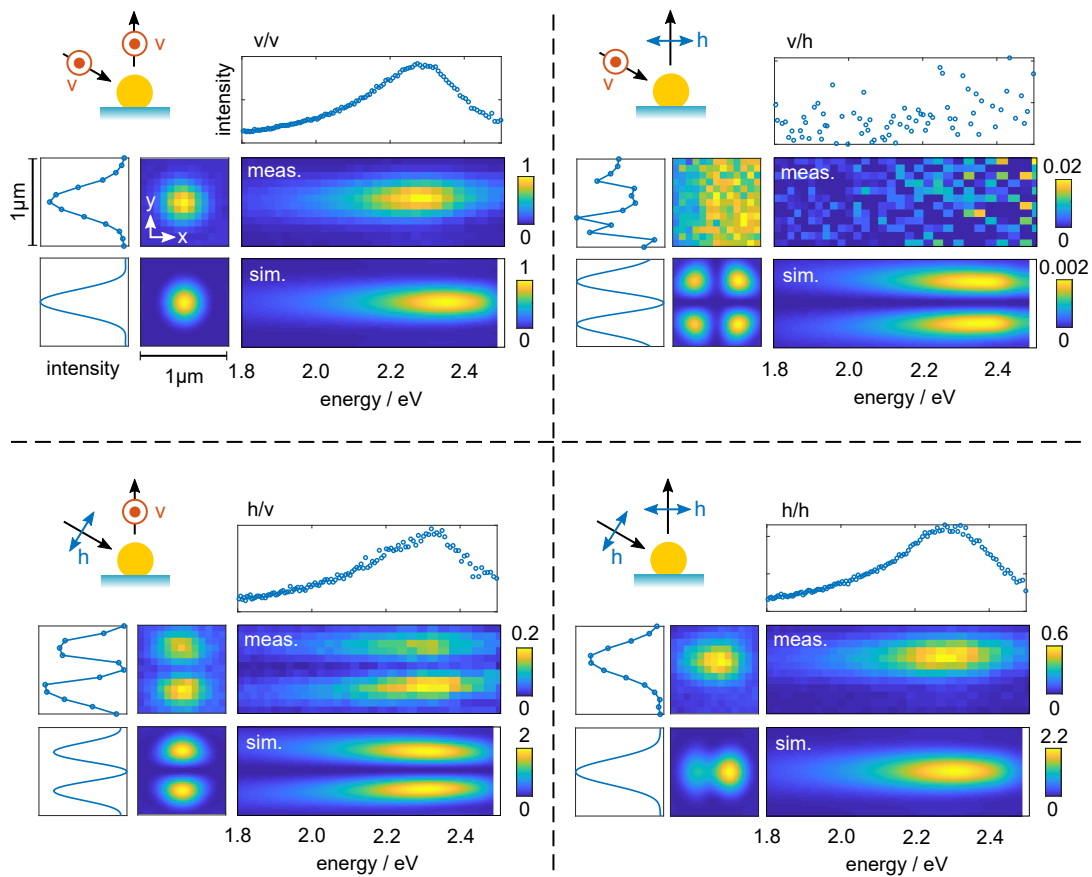 v
v
v/v
intensity
1μm
y
x
meas.
1
0
sim.
1
0
intensity
1μm
1.8
2.0
2.2
2.4
energy / eV
h
v
v/h
meas.
0.02
0
sim.
0.002
0
1.8
2.0
2.2
2.4
energy / eV
v
h
h/v
meas.
0.2
0
sim.
2
0
1.8
2.0
2.2
2.4
energy / eV
h
h
h/h
meas.
0.6
0
sim.
2.2
0
1.8
2.0
2.2
2.4
energy / eV